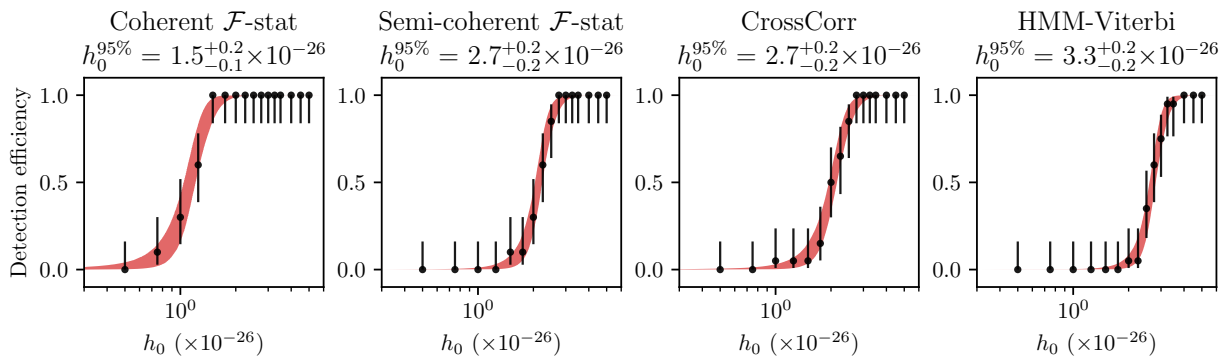 Coherent ℱ-stat
h₀^95% = 1.5^{+0.2}_{−0.1}×10⁻²⁶
Semi-coherent ℱ-stat
h₀^95% = 2.7^{+0.2}_{−0.2}×10⁻²⁶
CrossCorr
h₀^95% = 2.7^{+0.2}_{−0.2}×10⁻²⁶
HMM-Viterbi
h₀^95% = 3.3^{+0.2}_{−0.2}×10⁻²⁶
Detection efficiency
1.0
0.5
0.0
10⁰
h₀ (×10⁻²⁶)
1.0
0.5
0.0
10⁰
h₀ (×10⁻²⁶)
1.0
0.5
0.0
10⁰
h₀ (×10⁻²⁶)
1.0
0.5
0.0
10⁰
h₀ (×10⁻²⁶)